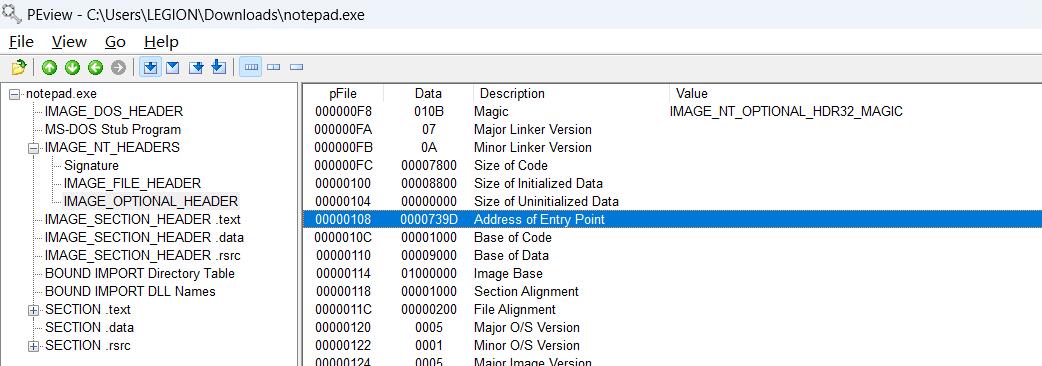 PEview - C:\Users\LEGION\Downloads\notepad.exe
File View Go Help
notepad.exe
IMAGE_DOS_HEADER
MS-DOS Stub Program
IMAGE_NT_HEADERS
Signature
IMAGE_FILE_HEADER
IMAGE_OPTIONAL_HEADER
IMAGE_SECTION_HEADER .text
IMAGE_SECTION_HEADER .data
IMAGE_SECTION_HEADER .rsrc
BOUND IMPORT Directory Table
BOUND IMPORT DLL Names
SECTION .text
SECTION .data
SECTION .rsrc
pFile Data Description Value
000000F8 010B Magic IMAGE_NT_OPTIONAL_HDR32_MAGIC
000000FA 07 Major Linker Version
000000FB 0A Minor Linker Version
000000FC 00007800 Size of Code
00000100 00008800 Size of Initialized Data
00000104 00000000 Size of Uninitialized Data
00000108 0000739D Address of Entry Point
0000010C 00001000 Base of Code
00000110 00009000 Base of Data
00000114 01000000 Image Base
00000118 00001000 Section Alignment
0000011C 00000200 File Alignment
00000120 0005 Major O/S Version
00000122 0001 Minor O/S Version
00000124 0005 Major Image Version